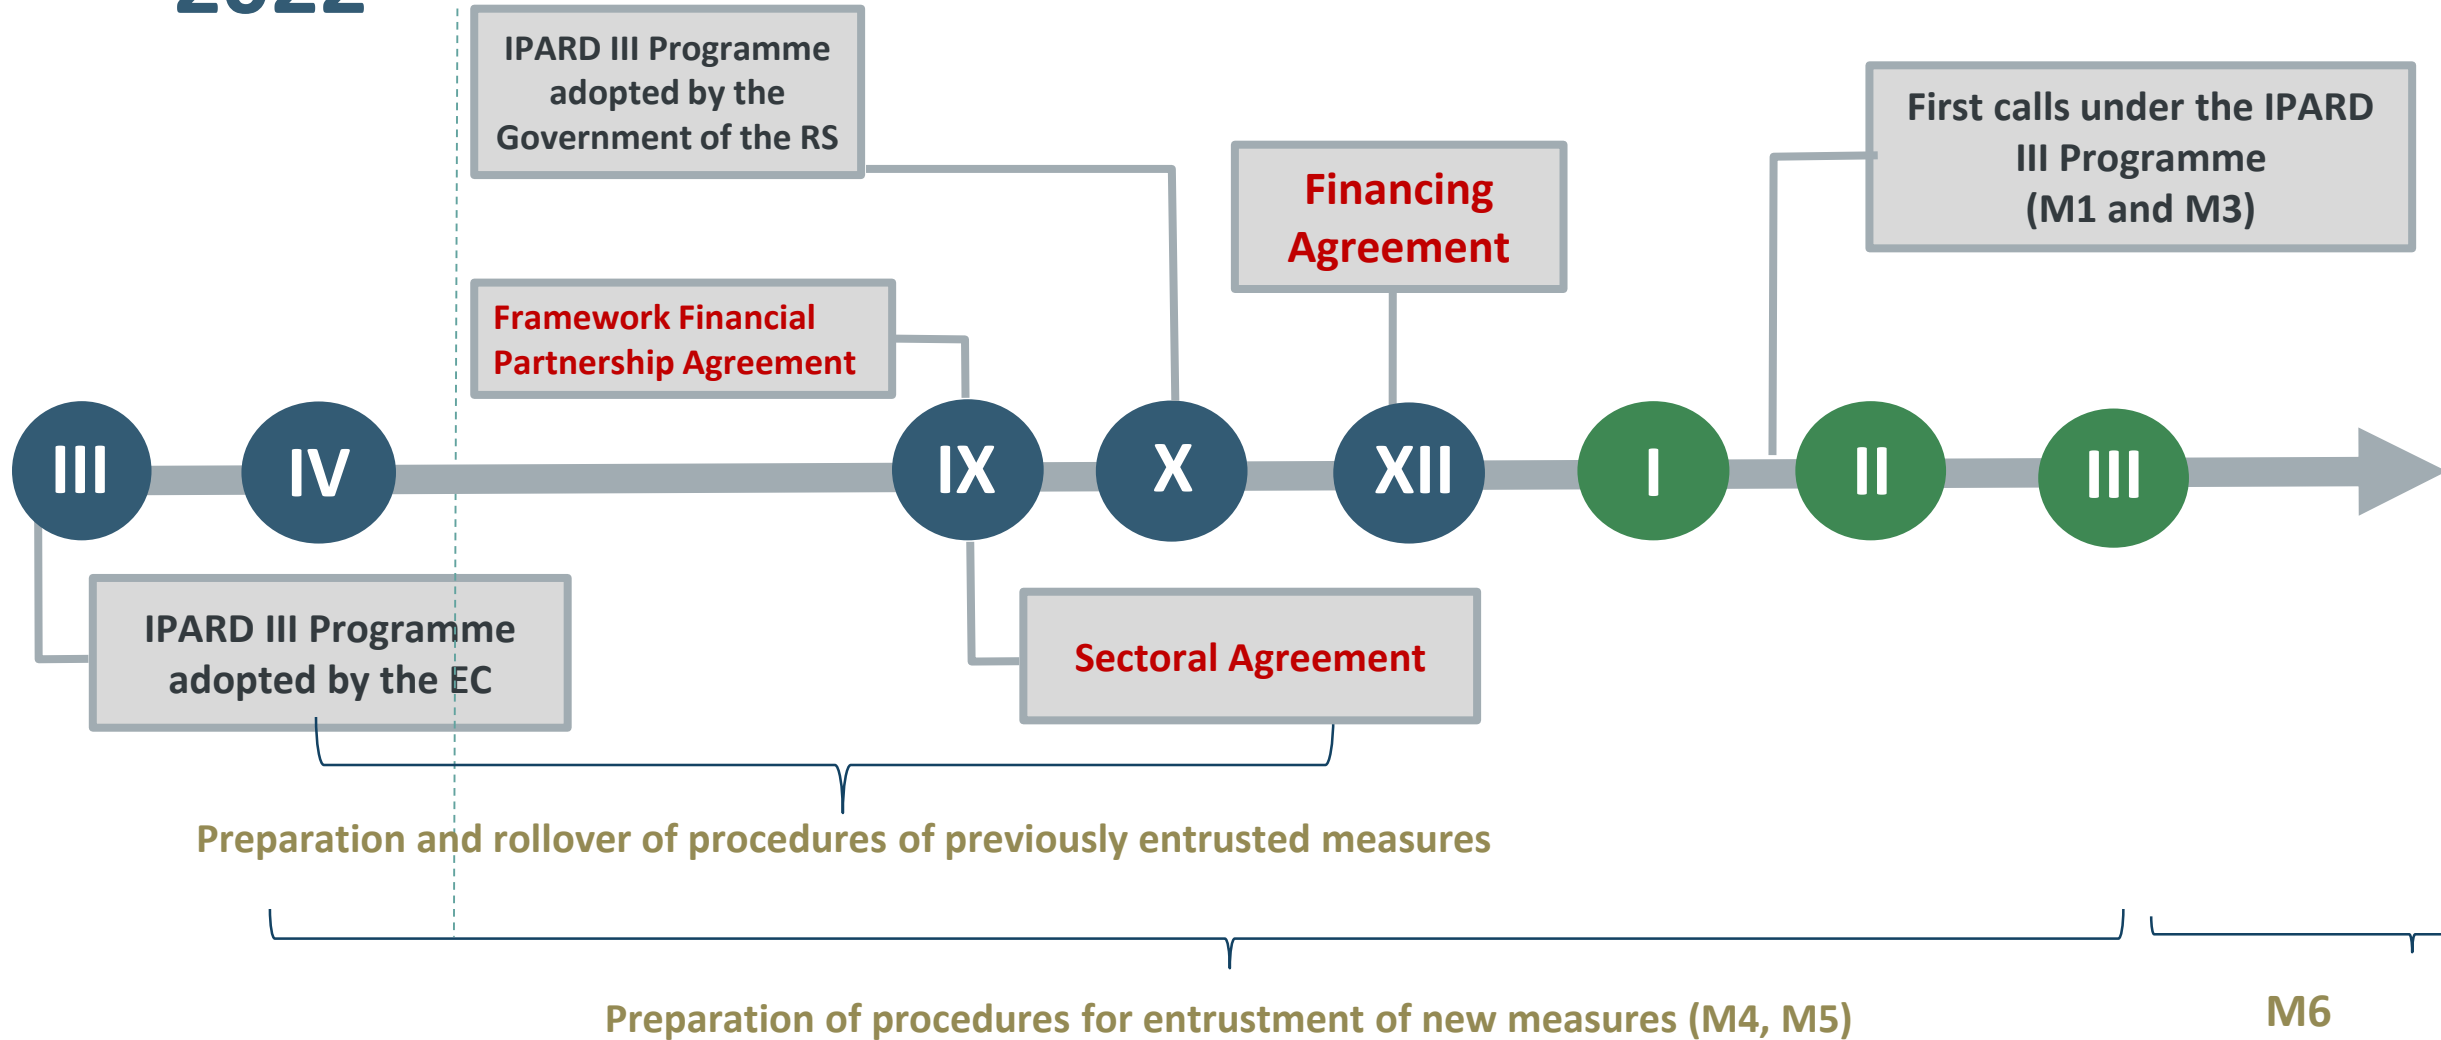 2022
IPARD III Programme
adopted by the
Government of the RS
First calls under the IPARD
III Programme
(M1 and M3)
Financing
Agreement
Framework Financial
Partnership Agreement
III
IV
IX
X
XII
I
II
III
IPARD III Programme
adopted by the EC
Sectoral Agreement
Preparation and rollover of procedures of previously entrusted measures
Preparation of procedures for entrustment of new measures (M4, M5)
M6